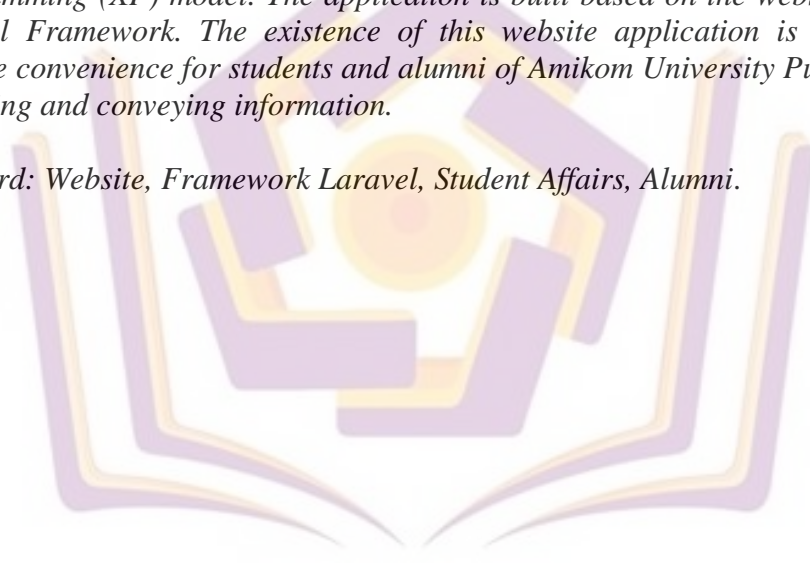 mming (XP) model. The application is built based on the web
l Framework. The existence of this website application is
e convenience for students and alumni of Amikom University Pu
ng and conveying information.
rd: Website, Framework Laravel, Student Affairs, Alumni.